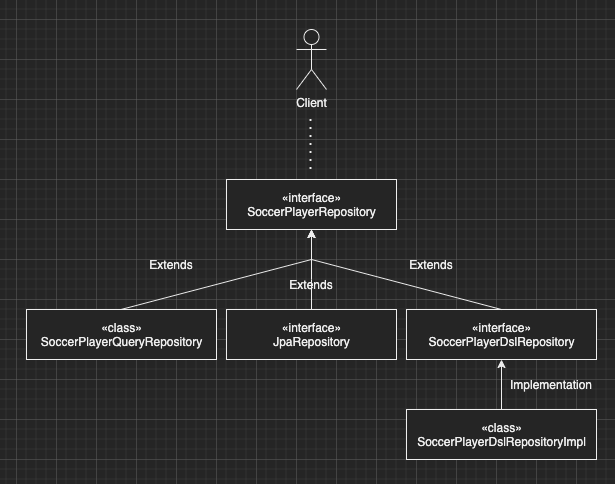 Client
«interface»
SoccerPlayerRepository
Extends
Extends
Extends
«class»
SoccerPlayerQueryRepository
«interface»
JpaRepository
«interface»
SoccerPlayerDslRepository
Implementation
«class»
SoccerPlayerDslRepositoryImpl